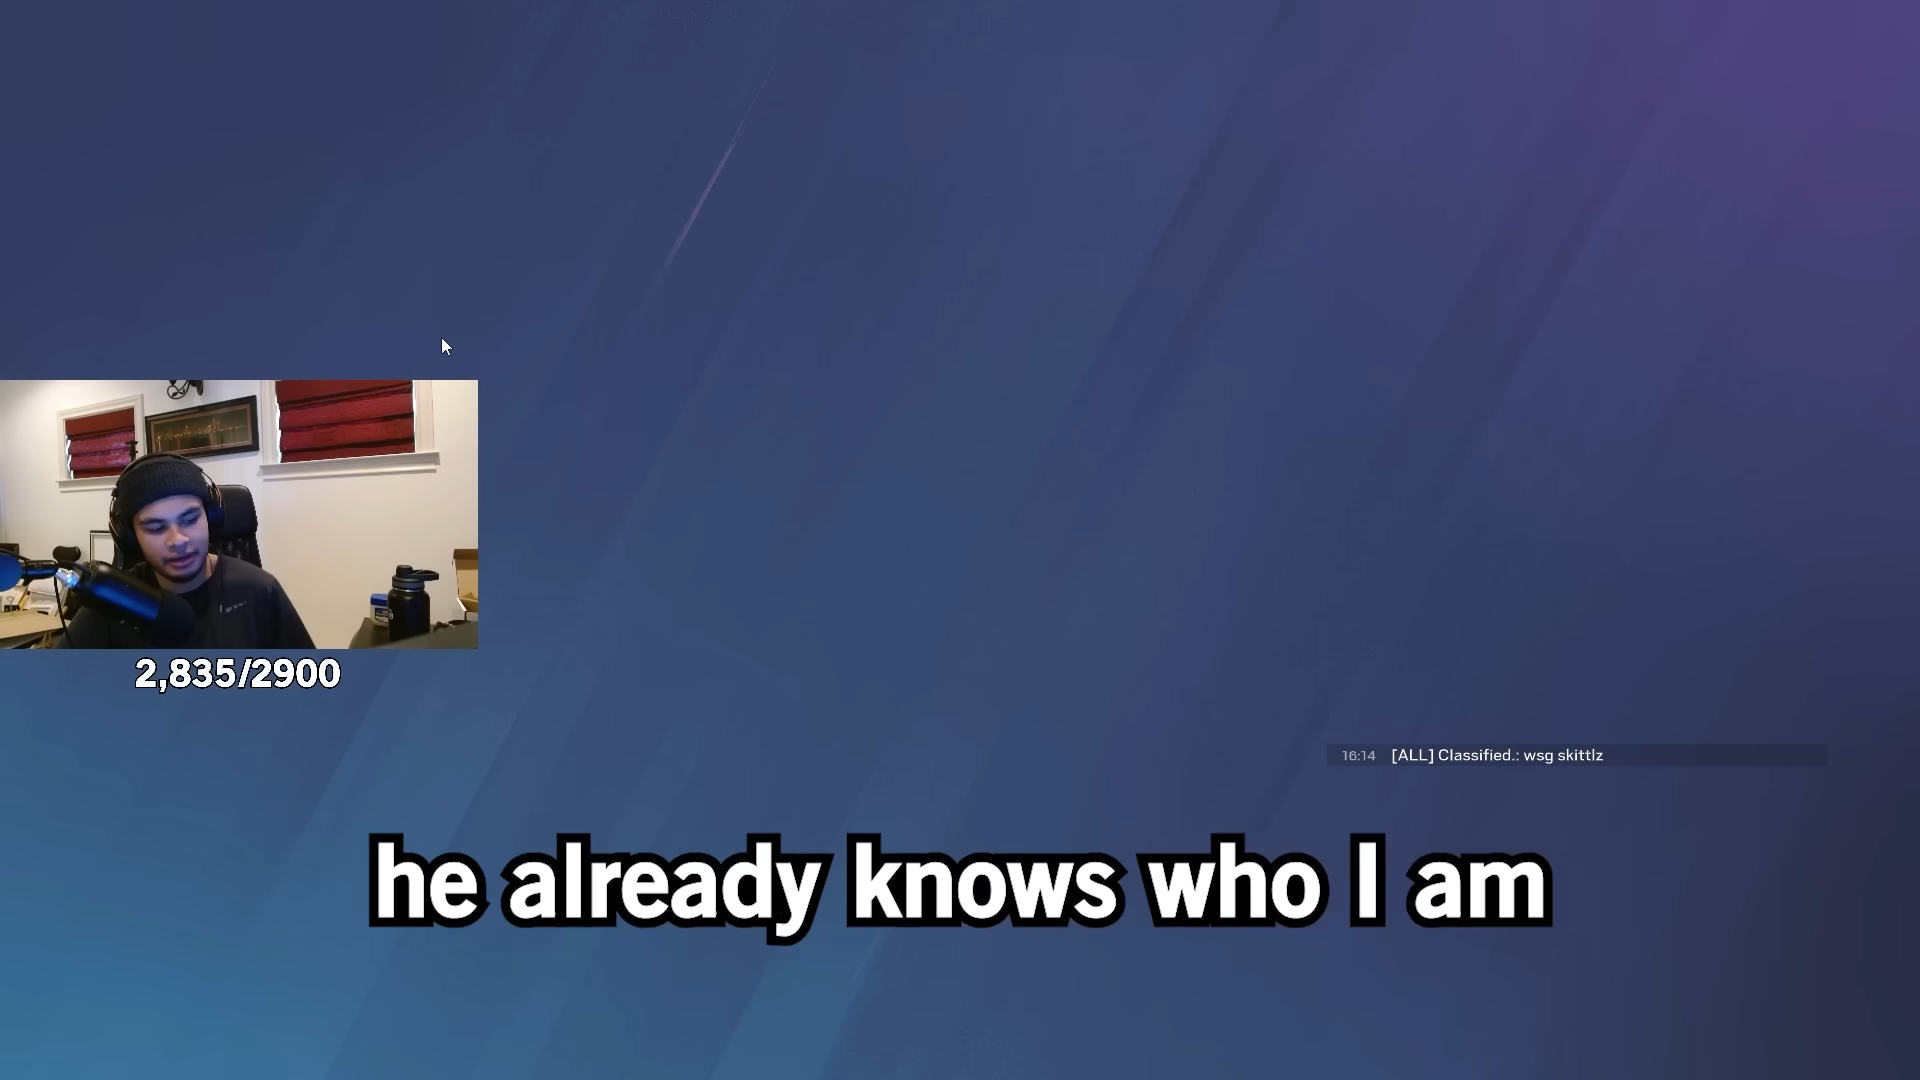 2,835/2900
16:14 [ALL] Classified.: wsg skittlz
he already knows who I am